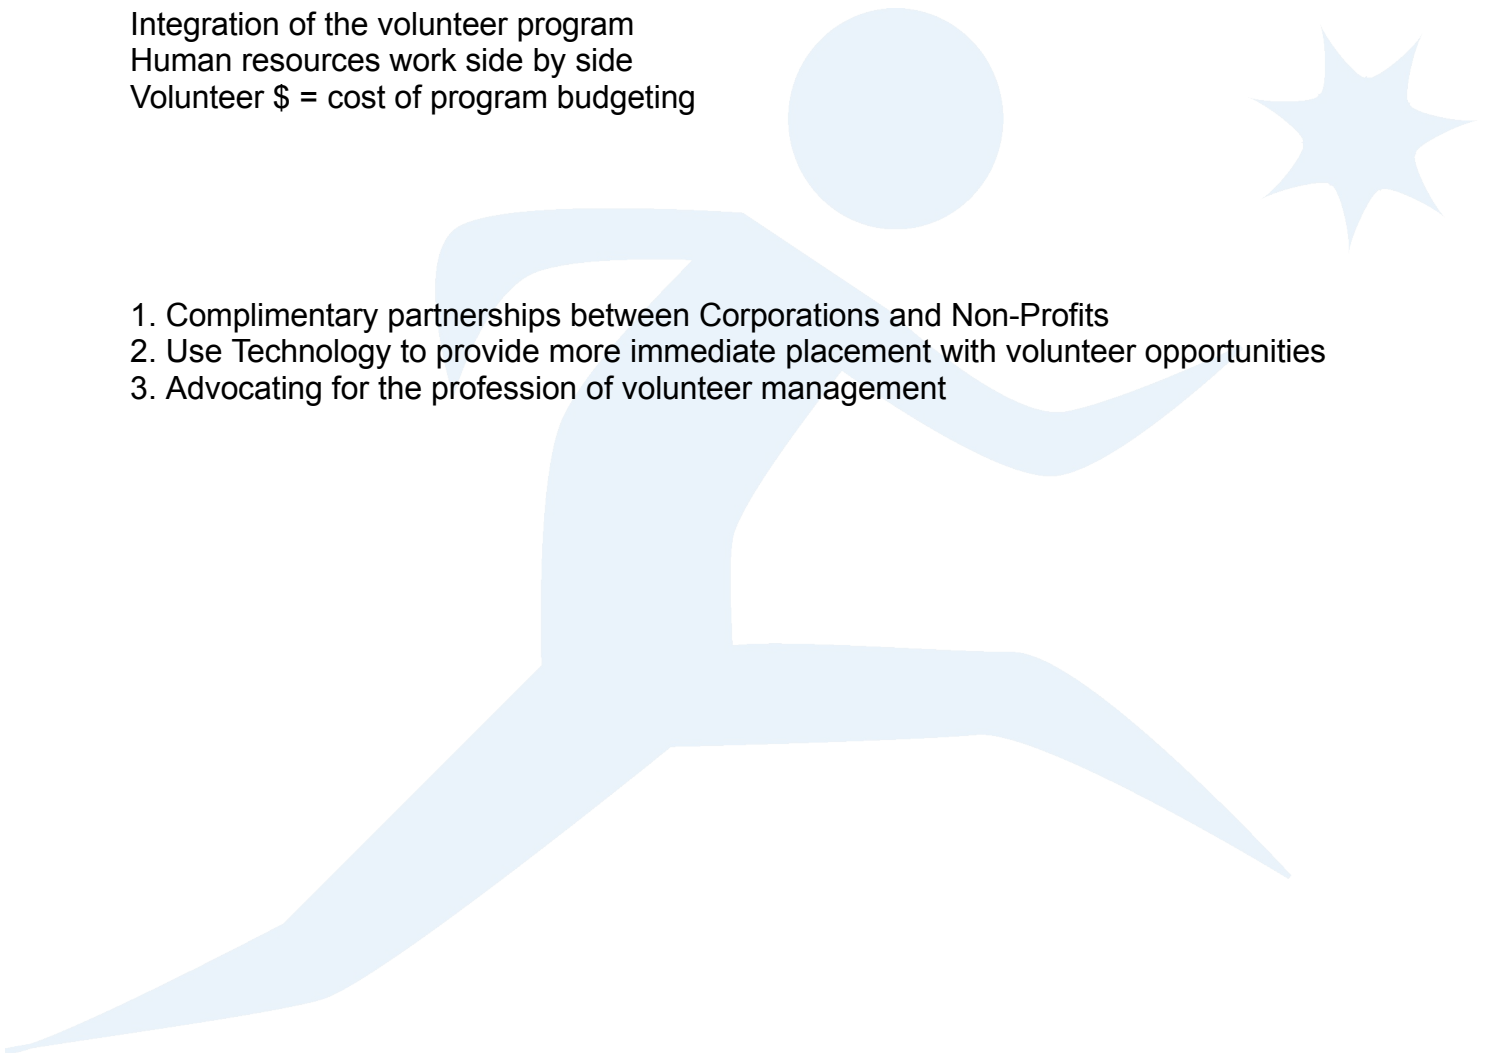 Integration of the volunteer program
Human resources work side by side
Volunteer $ = cost of program budgeting
1. Complimentary partnerships between Corporations and Non-Profits
2. Use Technology to provide more immediate placement with volunteer opportunities
3. Advocating for the profession of volunteer management